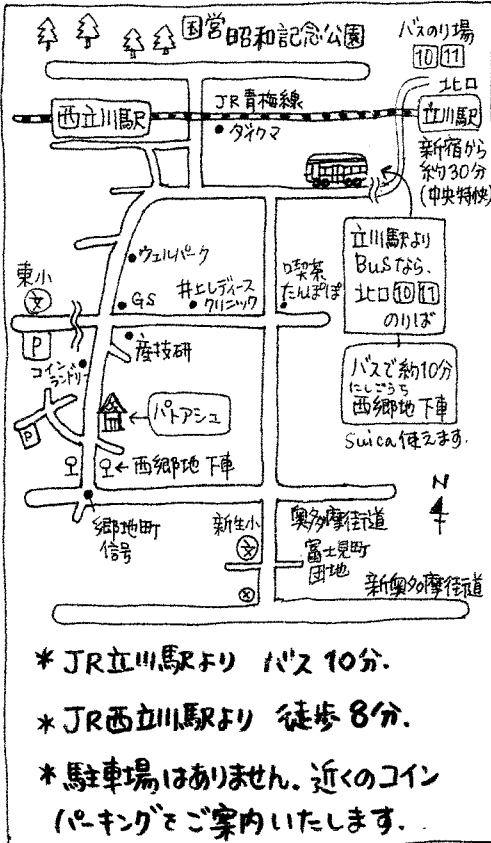 国営昭和記念公園
バスのり場
10 11
北口
JR青梅線
西立川駅
立川駅
ダイクマ
新宿から
約30分
(中央特快)
立川駅より
BUSなら、
北口10 11
のりば
ウェルパーク
東小
文
GS
井上レディース
クリニック
喫茶
たんぽぽ
P
産技研
コイン
ランドリー
バスで約10分
にしごうち
西郷地下車
Suica使えます.
パトアシュ
P
←西郷地下車
N
郷地町
信号
新生小
文
奥多摩街道
富士見町
団地
文
新奥多摩街道
* JR立川駅より バス10分.
* JR西立川駅より 徒歩8分.
* 駐車場はありません。近くのコイン
パーキングをご案内いたします.